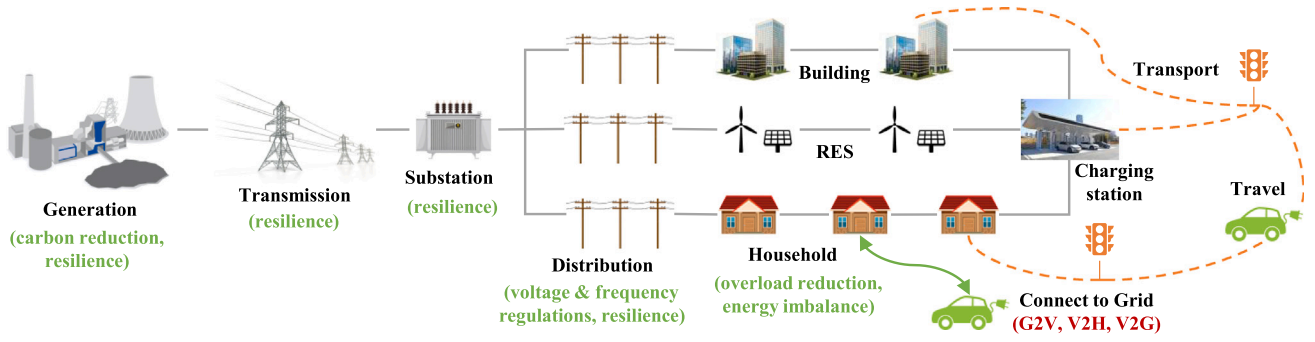 Generation
(carbon reduction,
resilience)
Transmission
(resilience)
Substation
(resilience)
Distribution
(voltage & frequency
regulations, resilience)
Building
RES
Household
(overload reduction,
energy imbalance)
Charging
station
Transport
Travel
Connect to Grid
(G2V, V2H, V2G)